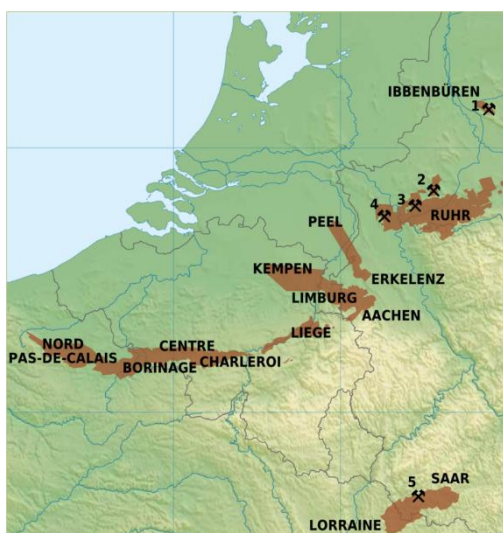 IBBENBÜREN
1
2
3
4
RUHR
PEEL
KEMPEN
ERKELENZ
LIMBURG
AACHEN
LIEGE
NORD
CENTRE
PAS-DE-CALAIS
BORINAGE
CHARLEROI
5
SAAR
LORRAINE